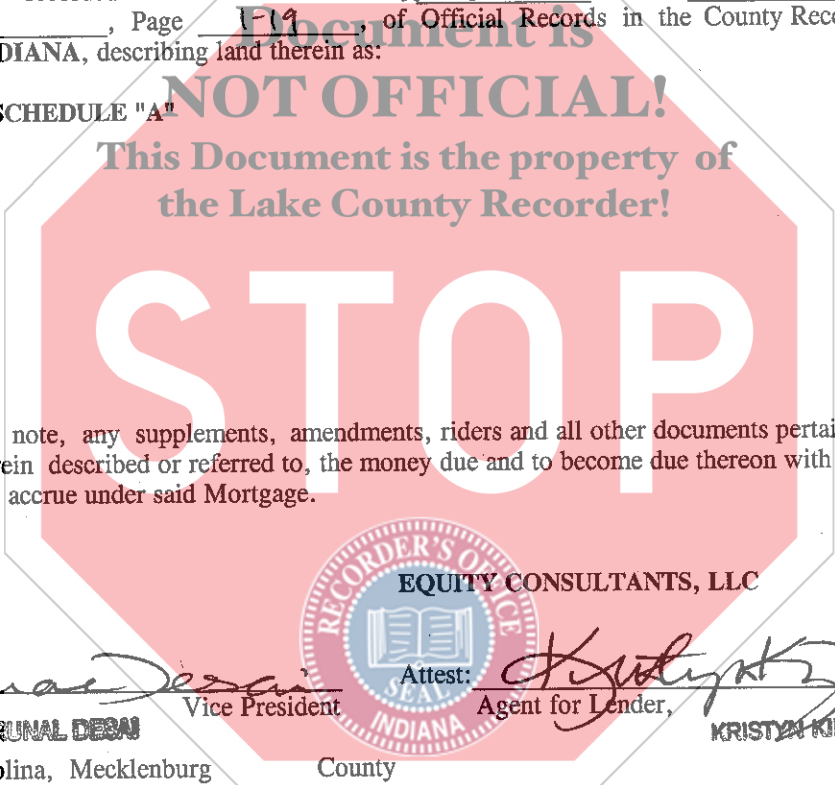 , Page 1-19, of Official Records in the County Reco
Document is
DIANA, describing land therein as:
SCHEDULE "A"
NOT OFFICIAL!
This Document is the property of
the Lake County Recorder!
STOP
note, any supplements, amendments, riders and all other documents pertai
ein described or referred to, the money due and to become due thereon with
accrue under said Mortgage.
RECORDER'S OFFICE
SEAL
INDIANA
EQUITY CONSULTANTS, LLC
Attest:
Vice President
Agent for Lender,
UNAL DESAI
KRISTYN KI
olina, Mecklenburg County